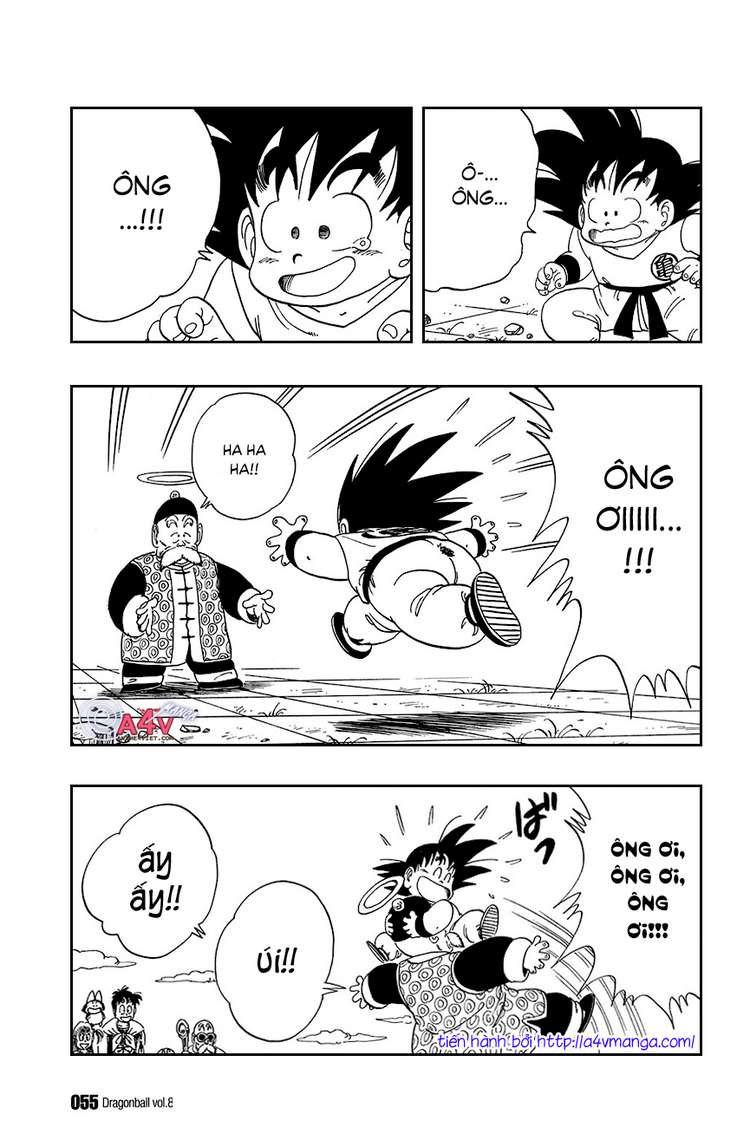 Ô-...
ÔNG...
ÔNG
...!!!
ÔNG
ƠIIIII...
!!!
HA HA
HA!!
ÔNG ƠI,
ÔNG ƠI,
ÔNG
ƠI!!!
ばっ
ÚI!!
ẤY
ẤY!!
A4V
tiến hành bởi http://a4vmanga.com/
055 Dragonball vol.8